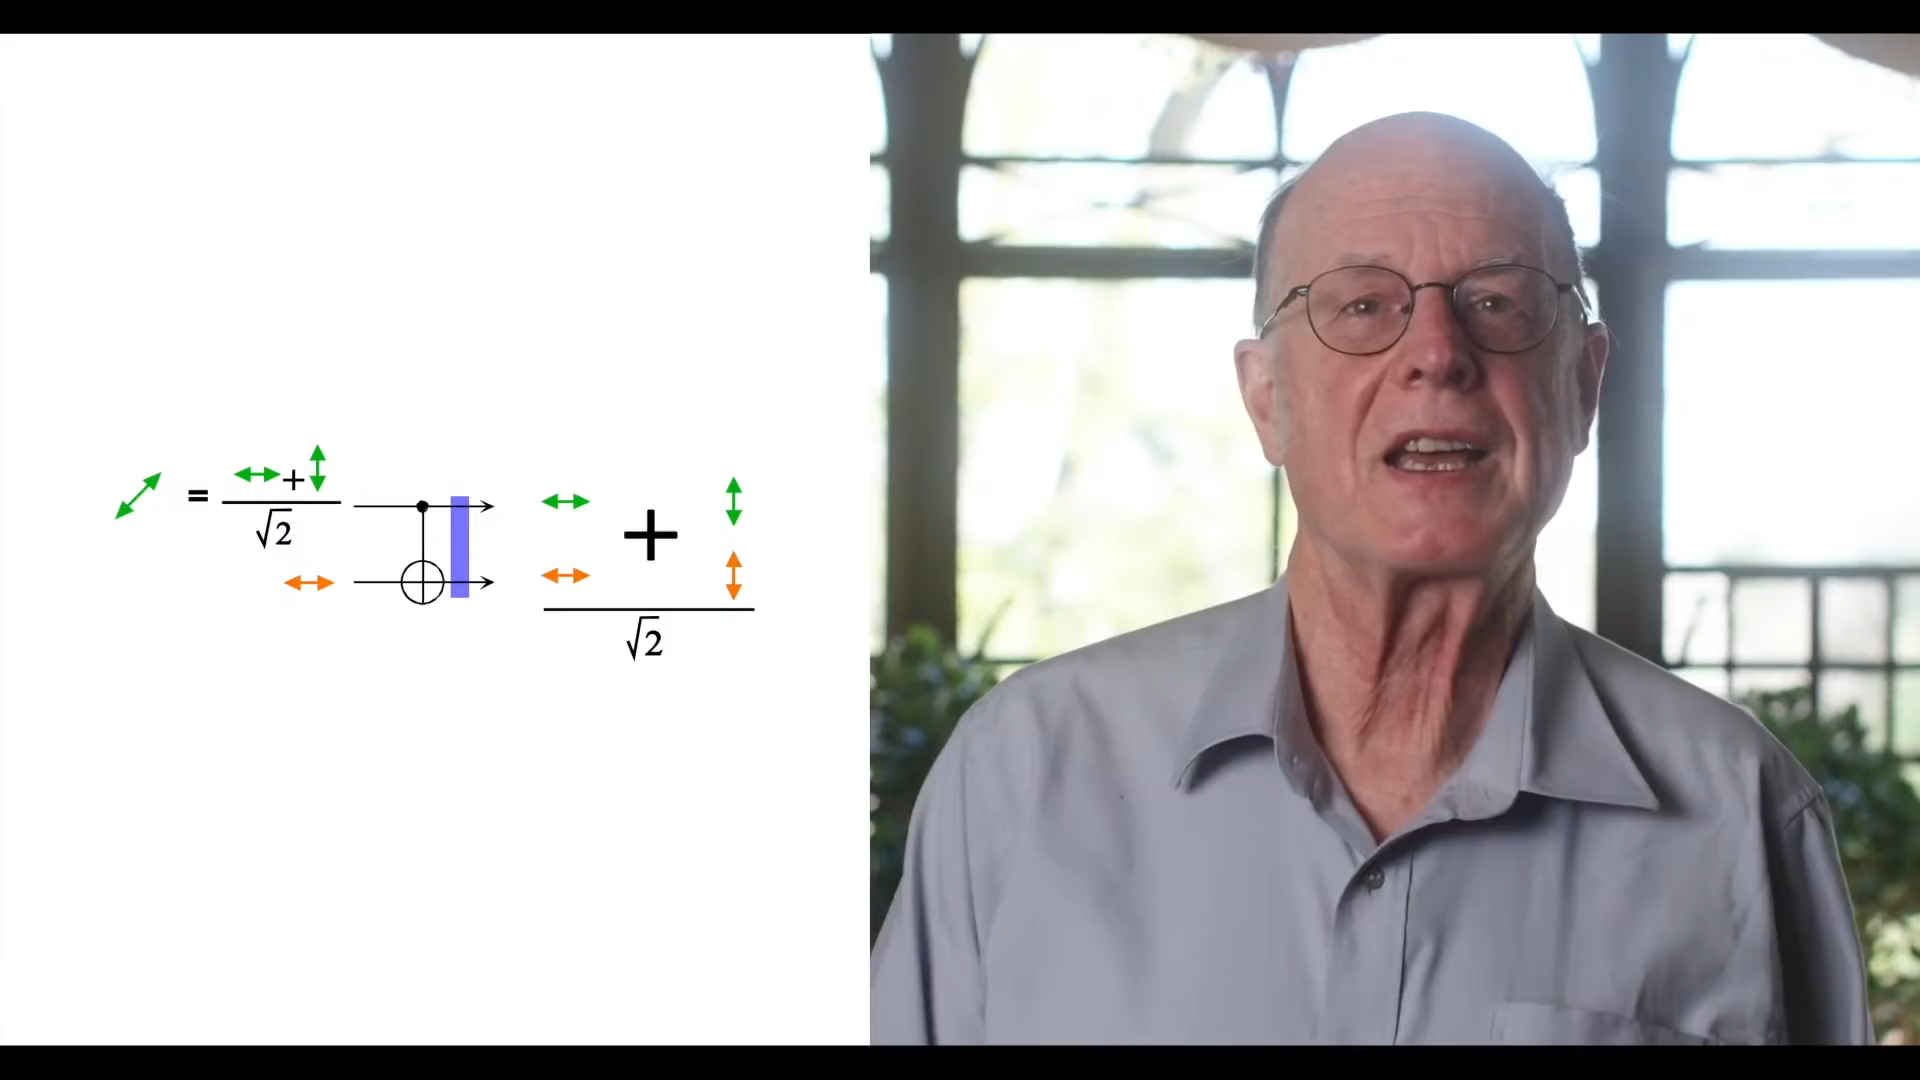 = + √2
+
√2